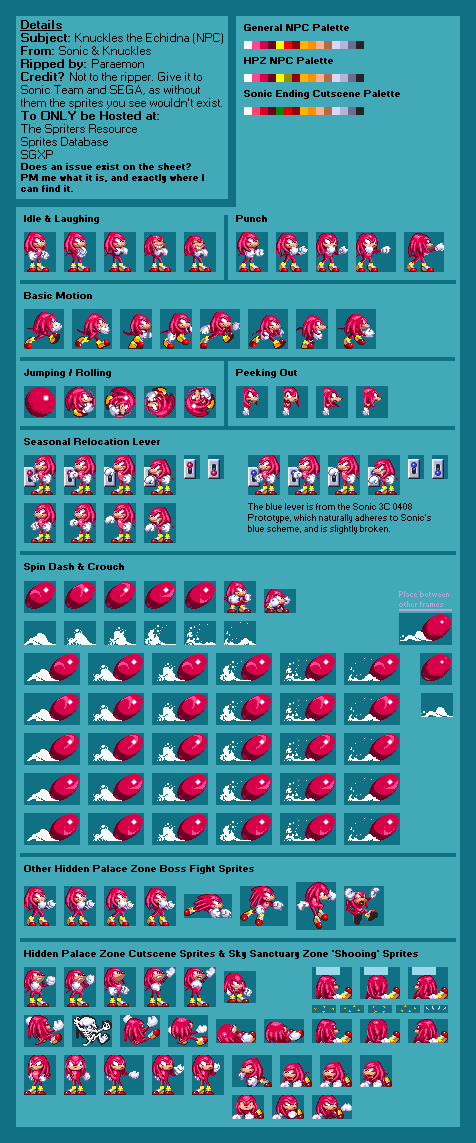 Details
Subject: Knuckles the Echidna (NPC)
From: Sonic & Knuckles
Ripped by: Paraemon
Credit? Not to the ripper. Give it to
Sonic Team and SEGA, as without
them the sprites you see wouldn't exist.
To ONLY be Hosted at:
The Spriters Resource
Sprites Database
SGXP
Does an issue exist on the sheet?
PM me what it is, and exactly where I
can find it.
General NPC Palette
HPZ NPC Palette
Sonic Ending Cutscene Palette
Idle & Laughing
Punch
Basic Motion
Jumping / Rolling
Peeking Out
Seasonal Relocation Lever
The blue lever is from the Sonic 3C 0408
Prototype, which naturally adheres to Sonic's
blue scheme, and is slightly broken.
Spin Dash & Crouch
Place between
other frames
Other Hidden Palace Zone Boss Fight Sprites
Hidden Palace Zone Cutscene Sprites & Sky Sanctuary Zone 'Shooing' Sprites